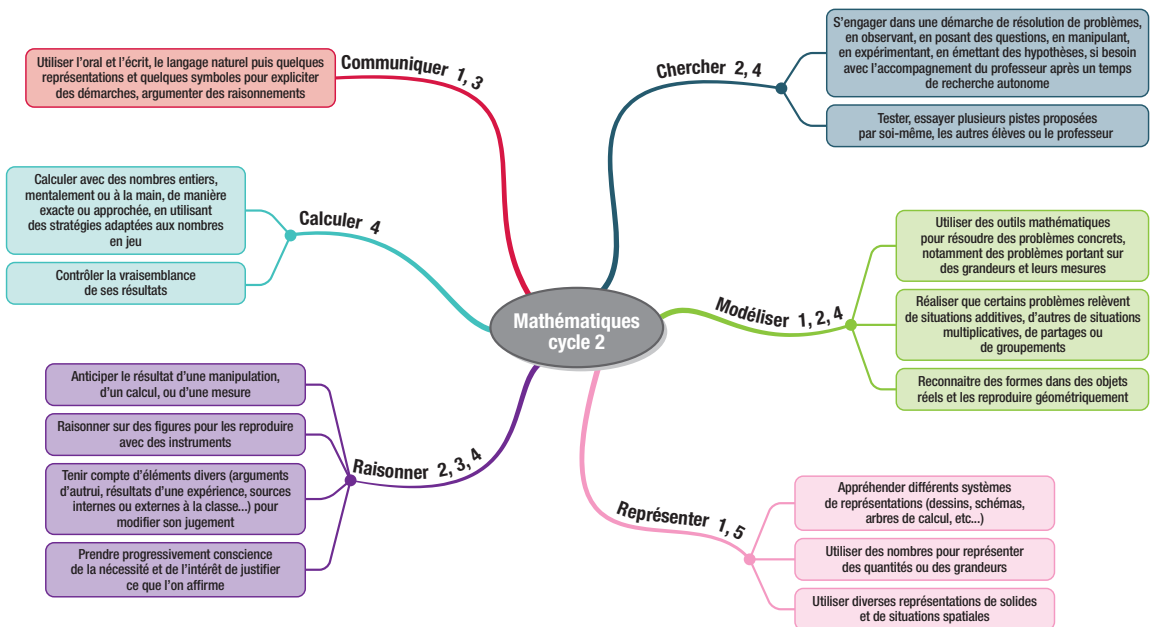 Mathématiques
cycle 2
Communiquer 1, 3
Utiliser l'oral et l'écrit, le langage naturel puis quelques
représentations et quelques symboles pour expliciter
des démarches, argumenter des raisonnements
Chercher 2, 4
S'engager dans une démarche de résolution de problèmes,
en observant, en posant des questions, en manipulant,
en expérimentant, en émettant des hypothèses, si besoin
avec l'accompagnement du professeur après un temps
de recherche autonome
Tester, essayer plusieurs pistes proposées
par soi-même, les autres élèves ou le professeur
Calculer 4
Calculer avec des nombres entiers,
mentalement ou à la main, de manière
exacte ou approchée, en utilisant
des stratégies adaptées aux nombres
en jeu
Contrôler la vraisemblance
de ses résultats
Modéliser 1, 2, 4
Utiliser des outils mathématiques
pour résoudre des problèmes concrets,
notamment des problèmes portant sur
des grandeurs et leurs mesures
Réaliser que certains problèmes relèvent
de situations additives, d'autres de situations
multiplicatives, de partages ou
de groupements
Reconnaitre des formes dans des objets
réels et les reproduire géométriquement
Raisonner 2, 3, 4
Anticiper le résultat d'une manipulation,
d'un calcul, ou d'une mesure
Raisonner sur des figures pour les reproduire
avec des instruments
Tenir compte d'éléments divers (arguments
d'autrui, résultats d'une expérience, sources
internes ou externes à la classe...) pour
modifier son jugement
Prendre progressivement conscience
de la nécessité et de l'intérêt de justifier
ce que l'on affirme
Représenter 1, 5
Appréhender différents systèmes
de représentations (dessins, schémas,
arbres de calcul, etc...)
Utiliser des nombres pour représenter
des quantités ou des grandeurs
Utiliser diverses représentations de solides
et de situations spatiales